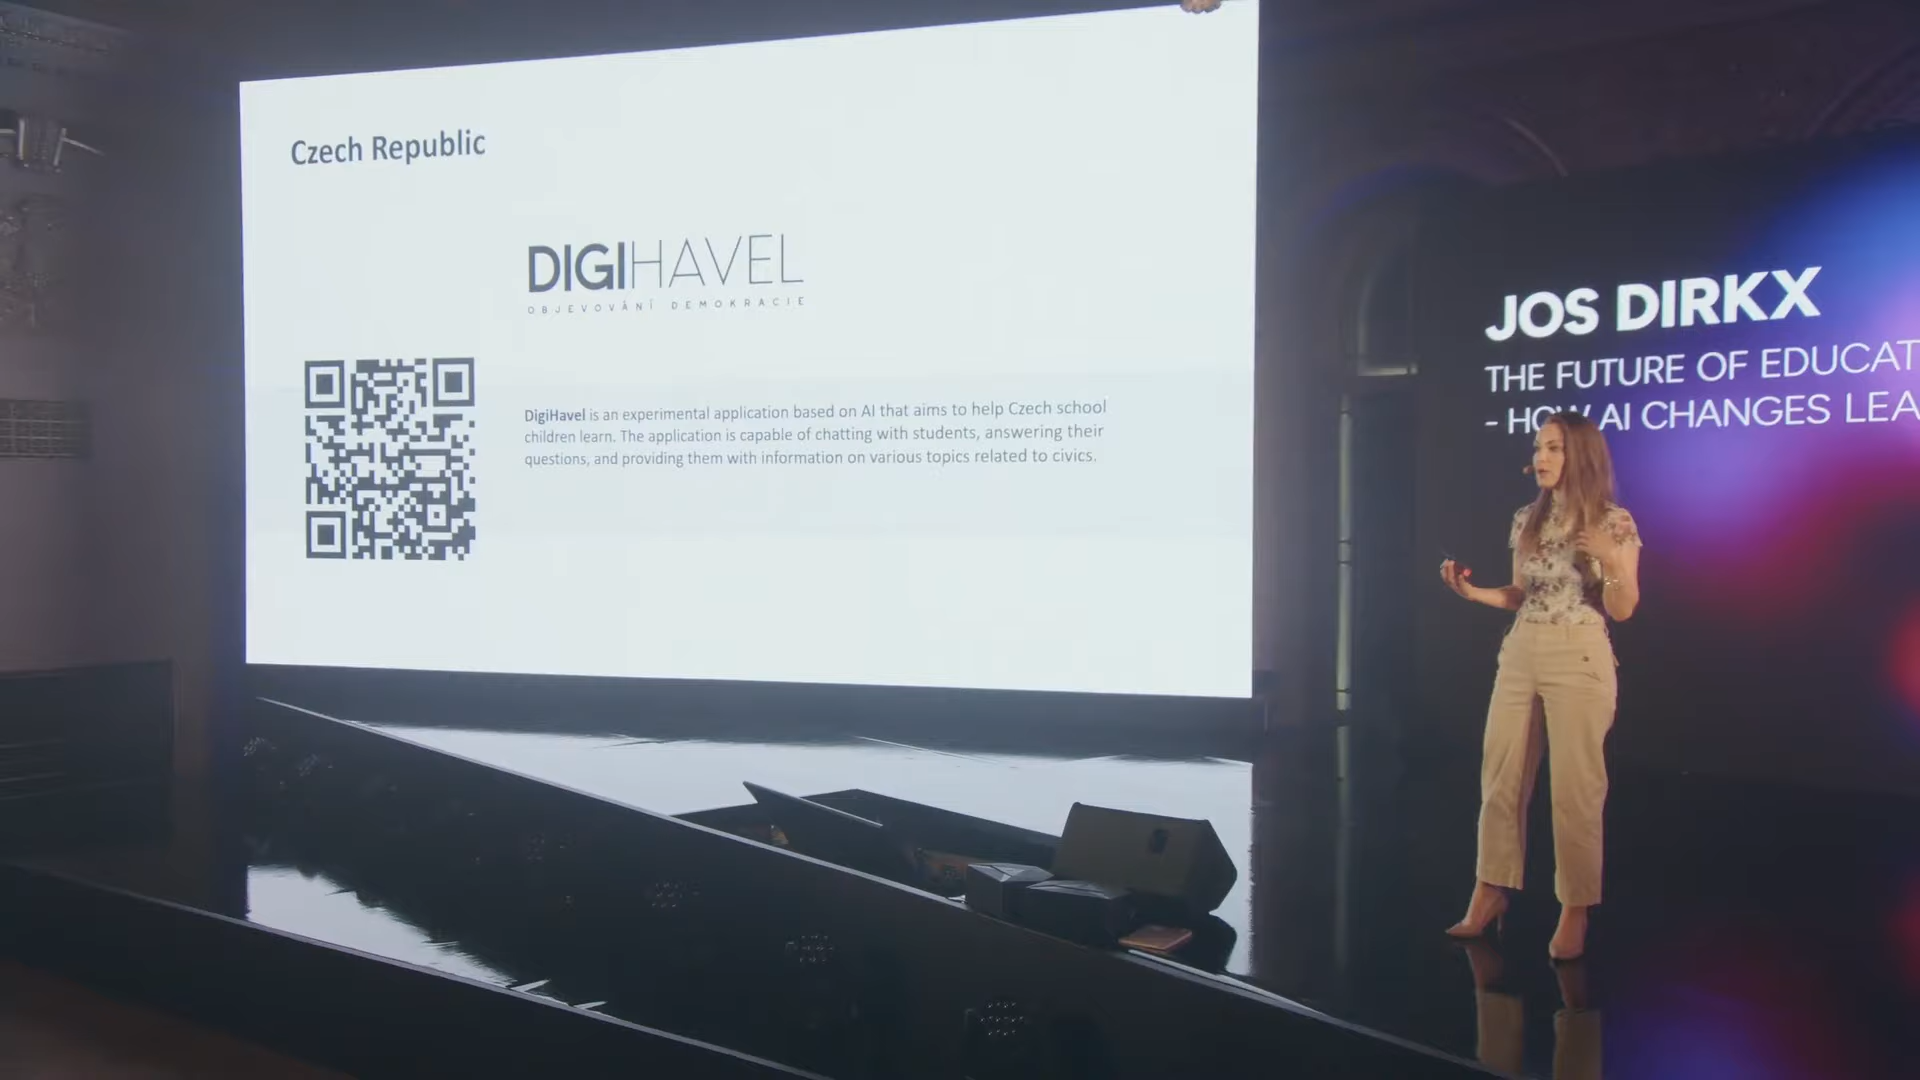 Czech Republic
DIGIHAVEL
OBJEVOVÁNÍ DEMOKRACIE
DigiHavel is an experimental application based on AI that aims to help Czech school
children learn. The application is capable of chatting with students, answering their
questions, and providing them with information on various topics related to civics.
JOS DIRKX
THE FUTURE OF EDUCAT
- HOW AI CHANGES LEA